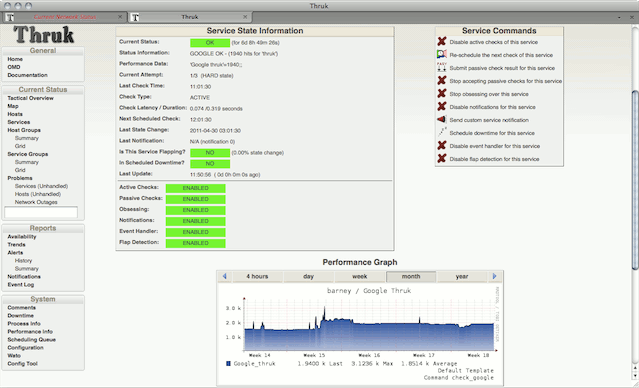 Thruk
Current Network Status
Thruk
Thruk
General
Home
OMD
Documentation
Current Status
Tactical Overview
Map
Hosts
Services
Host Groups
Summary
Grid
Service Groups
Summary
Grid
Problems
Services (Unhandled)
Hosts (Unhandled)
Network Outages
Reports
Availability
Trends
Alerts
History
Summary
Notifications
Event Log
System
Comments
Downtime
Process Info
Performance Info
Scheduling Queue
Configuration
Wato
Config Tool
Service State Information
Current Status: OK (for 6d 8h 49m 26s)
Status Information: GOOGLE OK - (1940 hits for 'thruk')
Performance Data: 'Google thruk'=1940;;
Current Attempt: 1/3 (HARD state)
Last Check Time: 11:01:30
Check Type: ACTIVE
Check Latency / Duration: 0.074 /0.319 seconds
Next Scheduled Check: 12:01:30
Last State Change: 2011-04-30 03:01:30
Last Notification: N/A (notification 0)
Is This Service Flapping? NO (0.00% state change)
In Scheduled Downtime? NO
Last Update: 11:50:56 ( 0d 0h 0m 0s ago)
Active Checks: ENABLED
Passive Checks: ENABLED
Obsessing: ENABLED
Notifications: ENABLED
Event Handler: ENABLED
Flap Detection: ENABLED
Service Commands
Disable active checks of this service
Re-schedule the next check of this service
Submit passive check result for this service
Stop accepting passive checks for this service
Stop obsessing over this service
Disable notifications for this service
Send custom service notification
Schedule downtime for this service
Disable event handler for this service
Disable flap detection for this service
Performance Graph
4 hours day week month year
barney / Google Thruk
3.0 k
2.0 k
1.0 k
Week 14 Week 15 Week 16 Week 17 Week 18
Google_thruk 1.9400 k Last 3.1236 k Max 1.8514 k Average
Default Template
Command check_google